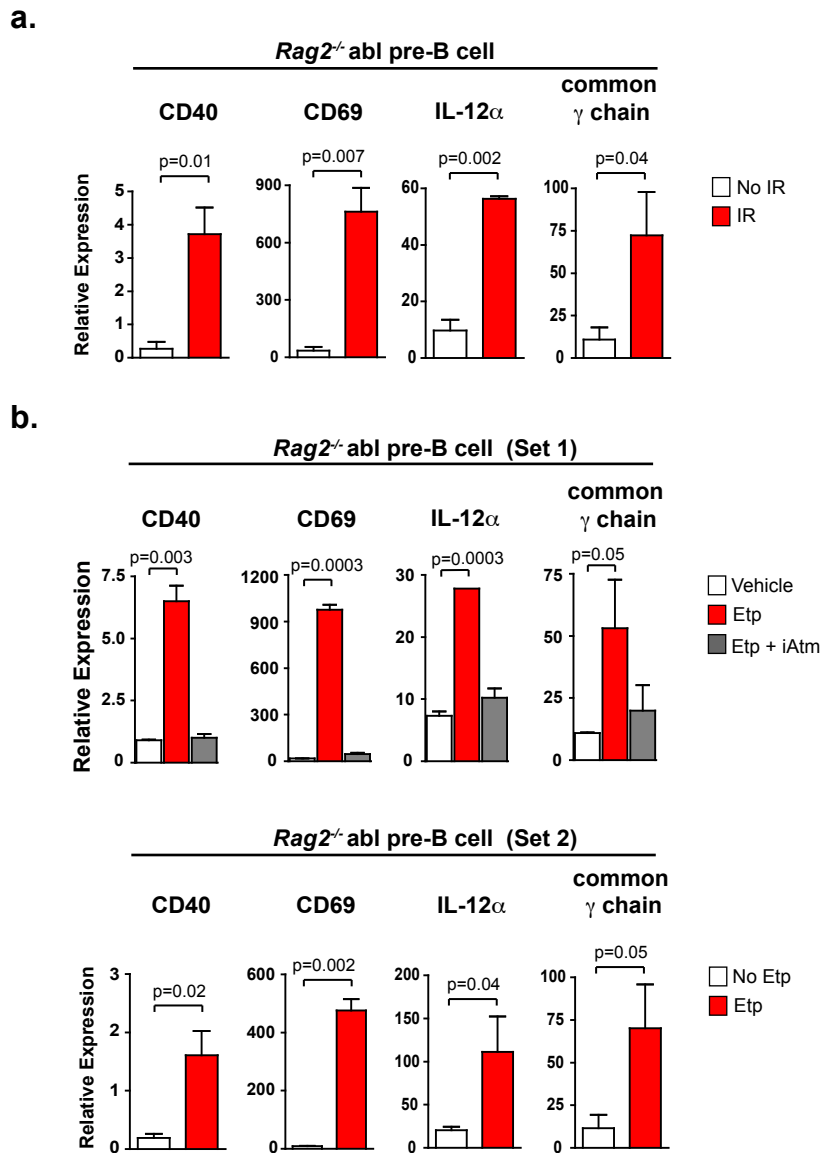 a.
Rag2-/- abl pre-B cell
CD40
CD69
IL-12α
common
γ chain
p=0.01
p=0.007
p=0.002
p=0.04
Relative Expression
5
4
3
2
1
0
900
600
300
0
60
40
20
0
100
75
50
25
0
No IR
IR
b.
Rag2-/- abl pre-B cell (Set 1)
CD40
CD69
IL-12α
common
γ chain
p=0.003
p=0.0003
p=0.0003
p=0.05
Relative Expression
7.5
5.0
2.5
0
1200
900
600
300
0
30
20
10
0
75
50
25
0
Vehicle
Etp
Etp + iAtm
Rag2-/- abl pre-B cell (Set 2)
CD40
CD69
IL-12α
common
γ chain
p=0.02
p=0.002
p=0.04
p=0.05
Relative Expression
3
2
1
0
600
400
200
0
200
150
100
50
25
0
100
75
50
25
0
No Etp
Etp